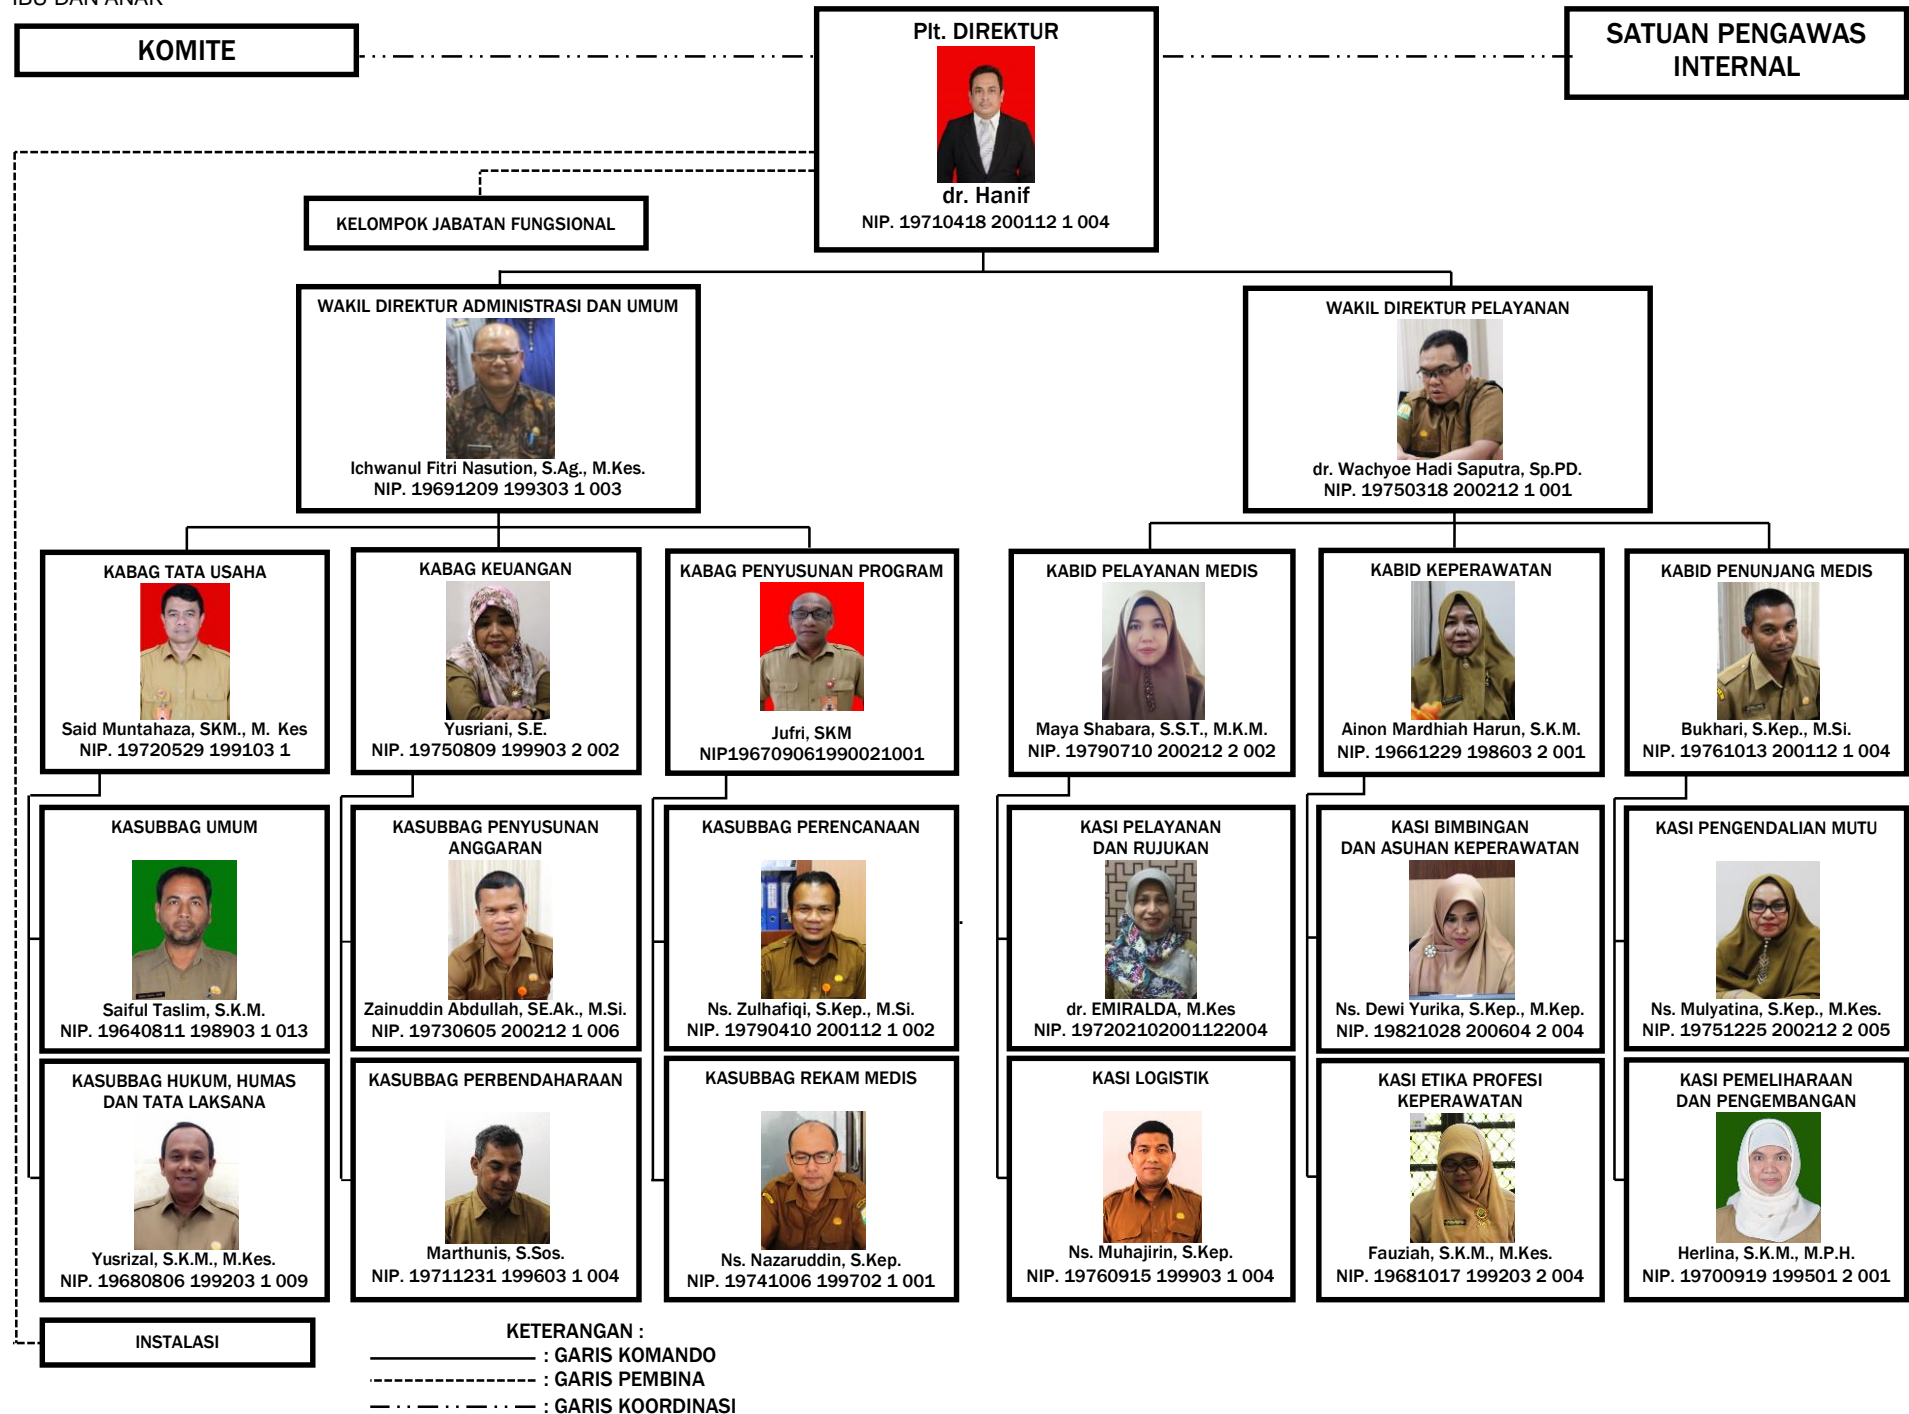 IBU DAN ANAK
KOMITE
Plt. DIREKTUR
SATUAN PENGAWAS
INTERNAL
dr. Hanif
NIP. 19710418 200112 1 004
KELOMPOK JABATAN FUNGSIONAL
WAKIL DIREKTUR ADMINISTRASI DAN UMUM
Ichwanul Fitri Nasution, S.Ag., M.Kes.
NIP. 19691209 199303 1 003
WAKIL DIREKTUR PELAYANAN
dr. Wachyoe Hadi Saputra, Sp.PD.
NIP. 19750318 200212 1 001
KABAG TATA USAHA
Said Muntahaza, SKM., M. Kes
NIP. 19720529 199103 1
KABAG KEUANGAN
Yusriani, S.E.
NIP. 19750809 199903 2 002
KABAG PENYUSUNAN PROGRAM
Jufri, SKM
NIP196709061990021001
KABID PELAYANAN MEDIS
Maya Shabara, S.S.T., M.K.M.
NIP. 19790710 200212 2 002
KABID KEPERAWATAN
Ainon Mardhiah Harun, S.K.M.
NIP. 19661229 198603 2 001
KABID PENUNJANG MEDIS
Bukhari, S.Kep., M.Si.
NIP. 19761013 200112 1 004
KASUBBAG UMUM
Saiful Taslim, S.K.M.
NIP. 19640811 198903 1 013
KASUBBAG PENYUSUNAN
ANGGARAN
Zainuddin Abdullah, SE.Ak., M.Si.
NIP. 19730605 200212 1 006
KASUBBAG PERENCANAAN
Ns. Zulhafiqi, S.Kep., M.Si.
NIP. 19790410 200112 1 002
KASI PELAYANAN
DAN RUJUKAN
dr. EMIRALDA, M.Kes
NIP. 197202102001122004
KASI BIMBINGAN
DAN ASUHAN KEPERAWATAN
Ns. Dewi Yurika, S.Kep., M.Kep.
NIP. 19821028 200604 2 004
KASI PENGENDALIAN MUTU
Ns. Mulyatina, S.Kep., M.Kes.
NIP. 19751225 200212 2 005
KASUBBAG HUKUM, HUMAS
DAN TATA LAKSANA
Yusrizal, S.K.M., M.Kes.
NIP. 19680806 199203 1 009
KASUBBAG PERBENDAHARAAN
Marthunis, S.Sos.
NIP. 19711231 199603 1 004
KASUBBAG REKAM MEDIS
Ns. Nazaruddin, S.Kep.
NIP. 19741006 199702 1 001
KASI LOGISTIK
Ns. Muhajirin, S.Kep.
NIP. 19760915 199903 1 004
KASI ETIKA PROFESI
KEPERAWATAN
Fauziah, S.K.M., M.Kes.
NIP. 19681017 199203 2 004
KASI PEMELIHARAAN
DAN PENGEMBANGAN
Herlina, S.K.M., M.P.H.
NIP. 19700919 199501 2 001
INSTALASI
KETERANGAN :
: GARIS KOMANDO
: GARIS PEMBINA
: GARIS KOORDINASI